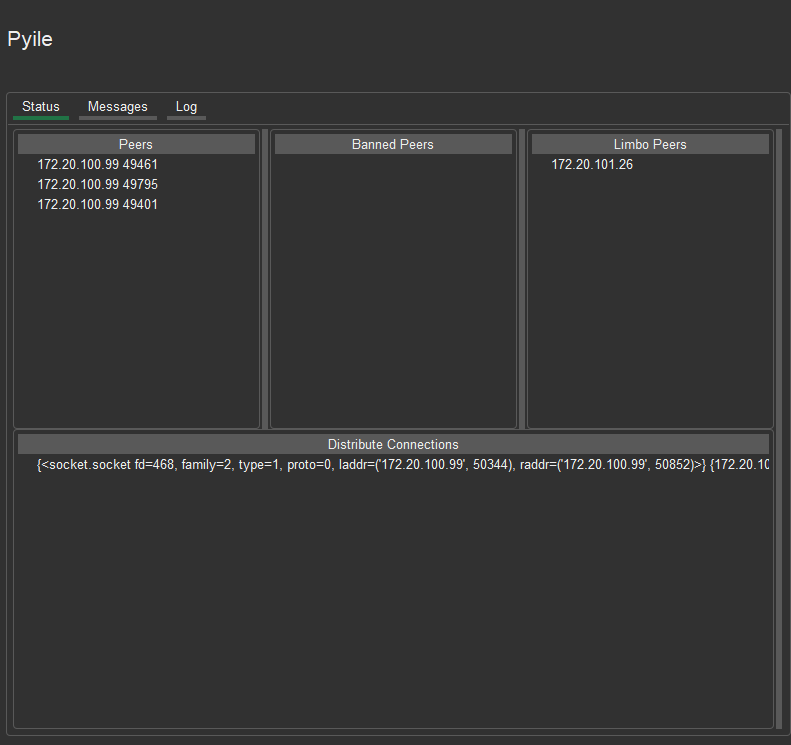 Pyile
Status Messages Log
Peers Banned Peers Limbo Peers
172.20.100.99 49461 172.20.101.26
172.20.100.99 49795
172.20.100.99 49401
Distribute Connections
{<socket.socket fd=468, family=2, type=1, proto=0, laddr=('172.20.100.99', 50344), raddr=('172.20.100.99', 50852)>} {172.20.10